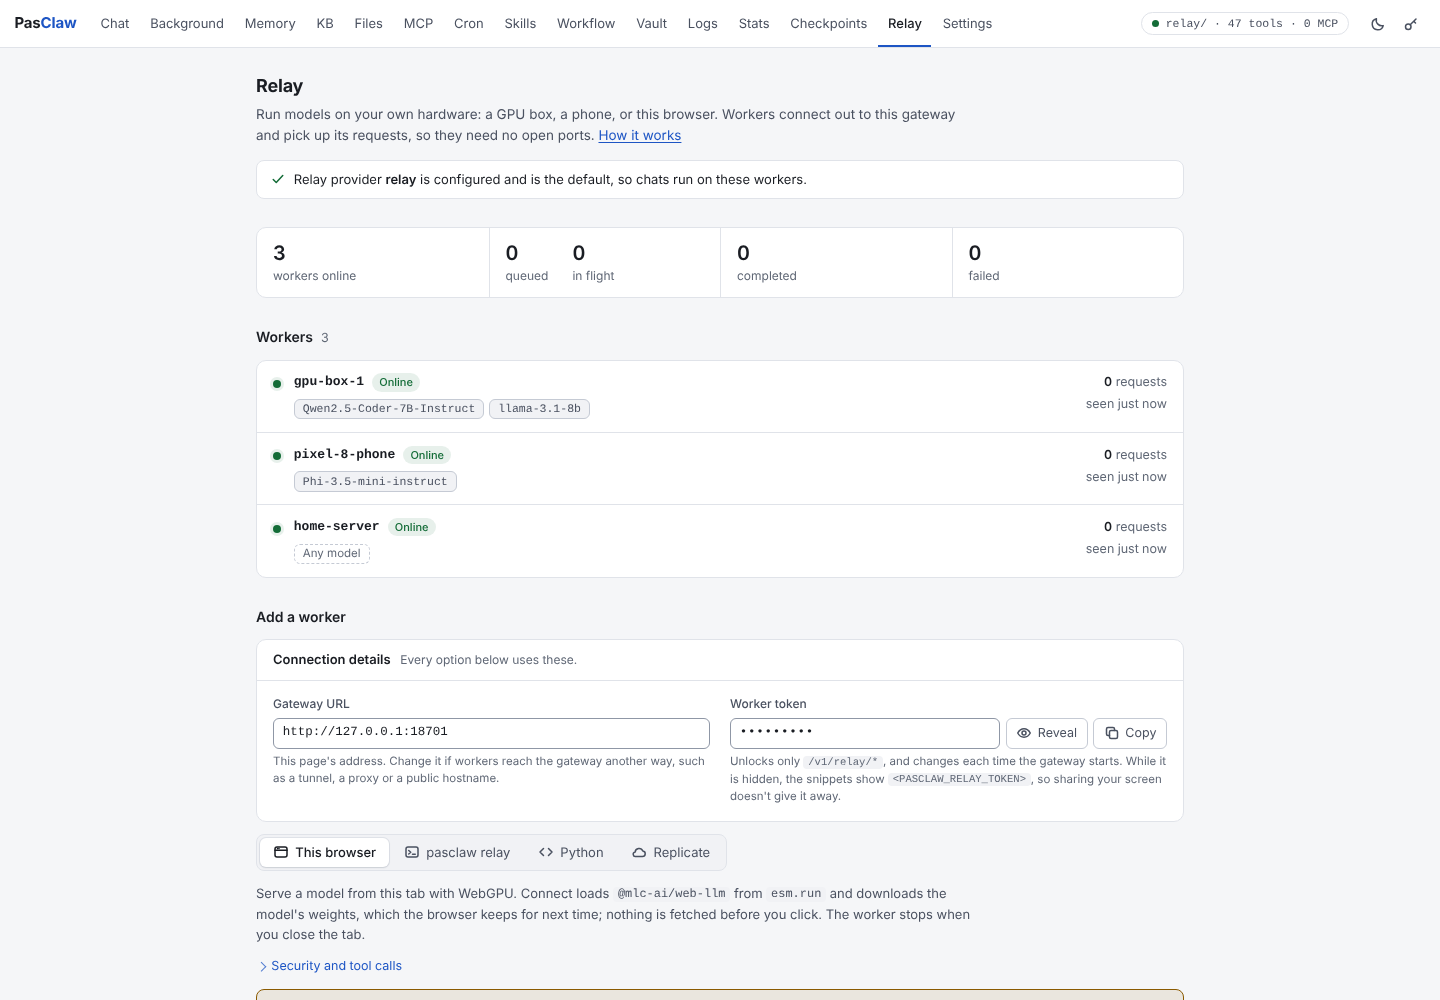 PasClaw Chat Background Memory KB Files MCP Cron Skills Workflow Vault Logs Stats Checkpoints Relay Settings relay/ · 47 tools · 0 MCP
Relay
Run models on your own hardware: a GPU box, a phone, or this browser. Workers connect out to this gateway
and pick up its requests, so they need no open ports. How it works
Relay provider relay is configured and is the default, so chats run on these workers.
3 0 0 0 0
workers online queued in flight completed failed
Workers 3
gpu-box-1 Online 0 requests
Qwen2.5-Coder-7B-Instruct llama-3.1-8b seen just now
pixel-8-phone Online 0 requests
Phi-3.5-mini-instruct seen just now
home-server Online 0 requests
Any model seen just now
Add a worker
Connection details Every option below uses these.
Gateway URL
http://127.0.0.1:18701
This page's address. Change it if workers reach the gateway another way, such
as a tunnel, a proxy or a public hostname.
Worker token
••••••••• Reveal Copy
Unlocks only /v1/relay/*, and changes each time the gateway starts. While it
is hidden, the snippets show <PASCLAW_RELAY_TOKEN>, so sharing your screen
doesn't give it away.
This browser pasclaw relay Python Replicate
Serve a model from this tab with WebGPU. Connect loads @mlc-ai/web-llm from esm.run and downloads the
model's weights, which the browser keeps for next time; nothing is fetched before you click. The worker stops when
you close the tab.
Security and tool calls